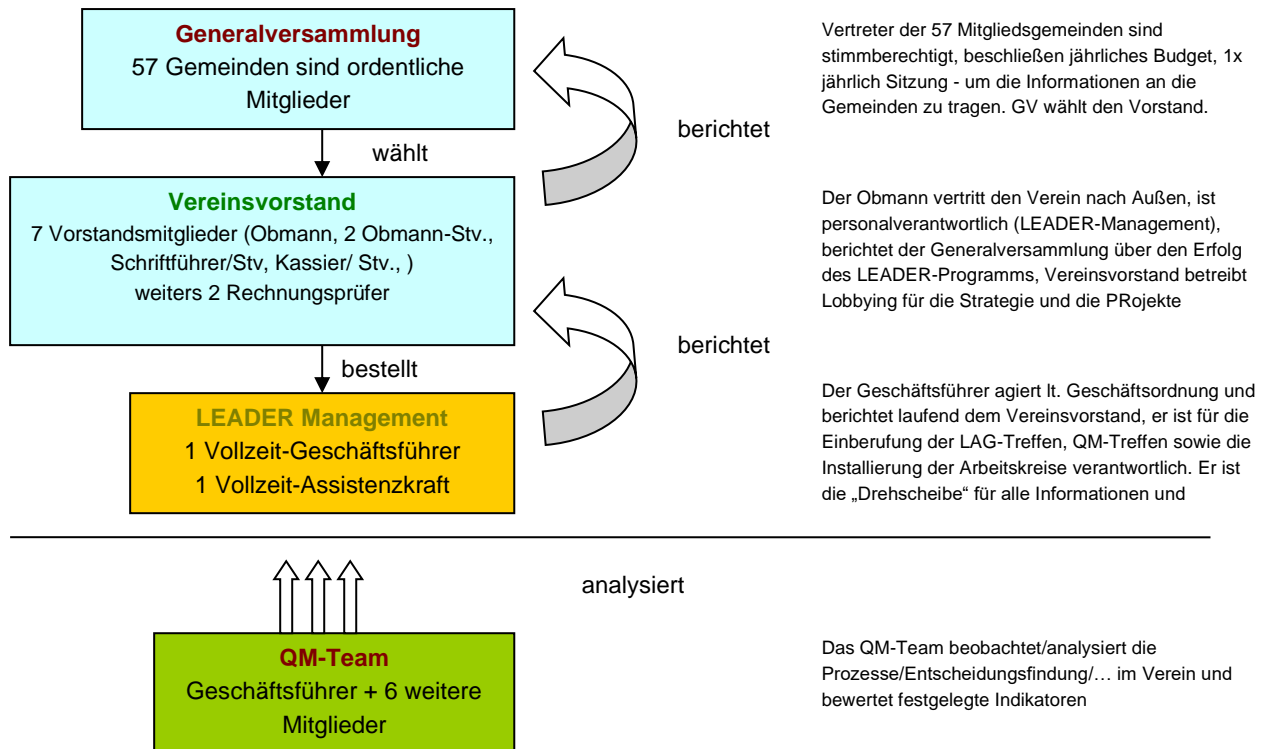 Generalversammlung
57 Gemeinden sind ordentliche
Mitglieder
Vertreter der 57 Mitgliedsgemeinden sind
stimmberechtigt, beschließen jährliches Budget, 1x
jährlich Sitzung - um die Informationen an die
Gemeinden zu tragen. GV wählt den Vorstand.
berichtet
wählt
Vereinsvorstand
7 Vorstandsmitglieder (Obmann, 2 Obmann-Stv.,
Schriftführer/Stv, Kassier/ Stv., )
weiters 2 Rechnungsprüfer
Der Obmann vertritt den Verein nach Außen, ist
personalverantwortlich (LEADER-Management),
berichtet der Generalversammlung über den Erfolg
des LEADER-Programms, Vereinsvorstand betreibt
Lobbying für die Strategie und die PRojekte
berichtet
bestellt
LEADER Management
1 Vollzeit-Geschäftsführer
1 Vollzeit-Assistenzkraft
Der Geschäftsführer agiert lt. Geschäftsordnung und
berichtet laufend dem Vereinsvorstand, er ist für die
Einberufung der LAG-Treffen, QM-Treffen sowie die
Installierung der Arbeitskreise verantwortlich. Er ist
die „Drehscheibe“ für alle Informationen und
analysiert
QM-Team
Geschäftsführer + 6 weitere
Mitglieder
Das QM-Team beobachtet/analysiert die
Prozesse/Entscheidungsfindung/… im Verein und
bewertet festgelegte Indikatoren